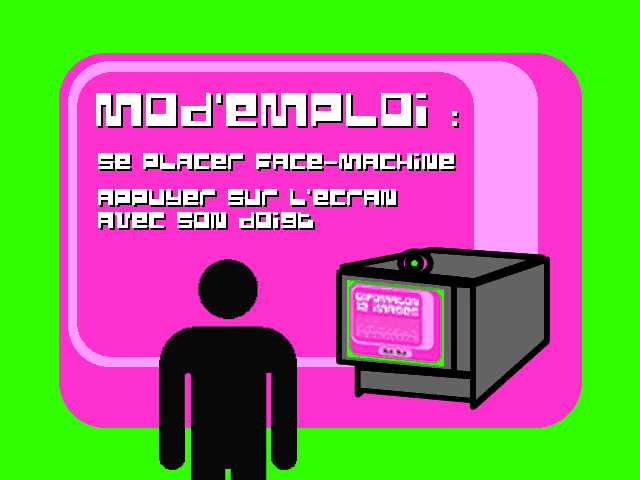 MOD'EMPLOI :
SE PLACER FACE-MACHINE
APPUYER SUR L'ECRAN
AVEC SON DOIGT